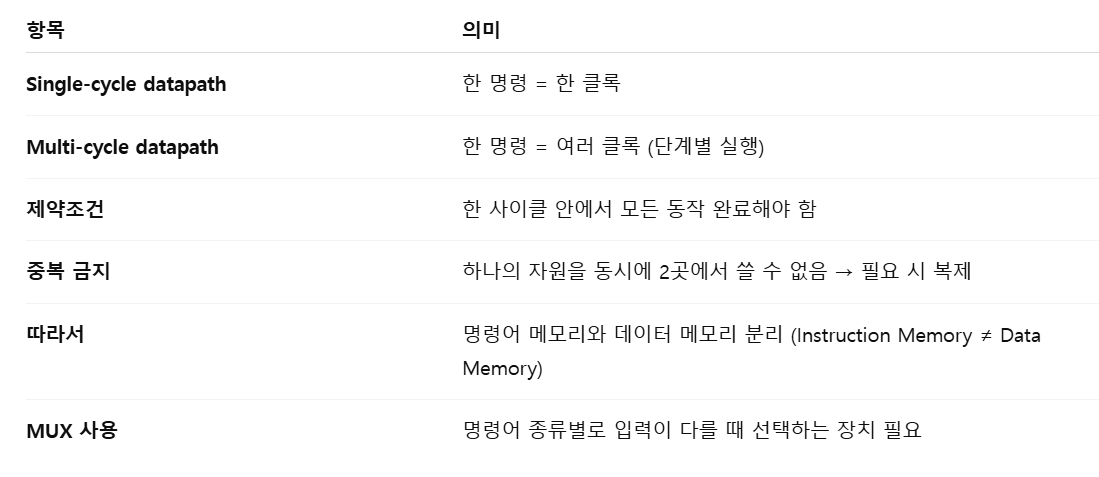 항목 의미
Single-cycle datapath 한 명령 = 한 클록
Multi-cycle datapath 한 명령 = 여러 클록 (단계별 실행)
제약조건 한 사이클 안에서 모든 동작 완료해야 함
중복 금지 하나의 자원을 동시에 2곳에서 쓸 수 없음 → 필요 시 복제
따라서 명령어 메모리와 데이터 메모리 분리 (Instruction Memory ≠ Data
Memory)
MUX 사용 명령어 종류별로 입력이 다를 때 선택하는 장치 필요